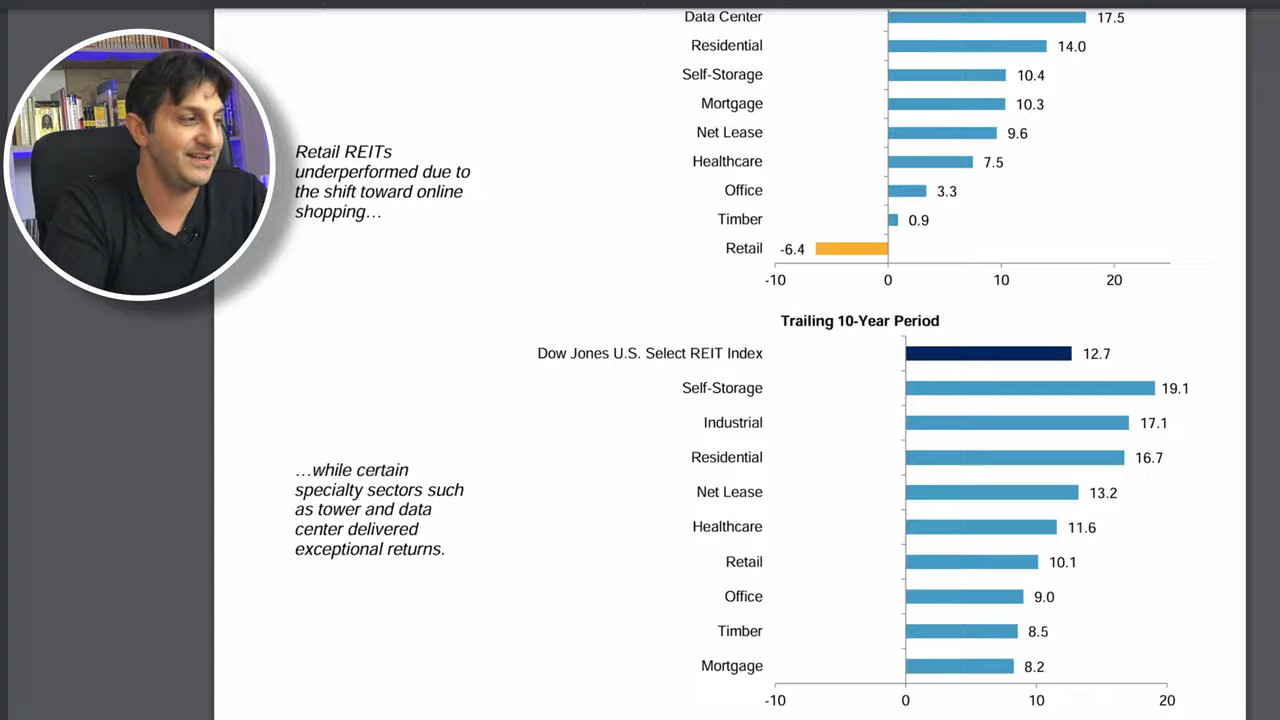 Data Center 17.5
Residential 14.0
Self-Storage 10.4
Mortgage 10.3
Net Lease 9.6
Healthcare 7.5
Office 3.3
Timber 0.9
Retail -6.4
-10 0 10 20
Retail REITs
underperformed due to
the shift toward online
shopping…
Trailing 10-Year Period
Dow Jones U.S. Select REIT Index 12.7
Self-Storage 19.1
Industrial 17.1
Residential 16.7
Net Lease 13.2
Healthcare 11.6
Retail 10.1
Office 9.0
Timber 8.5
Mortgage 8.2
-10 0 10 20
…while certain
specialty sectors such
as tower and data
center delivered
exceptional returns.